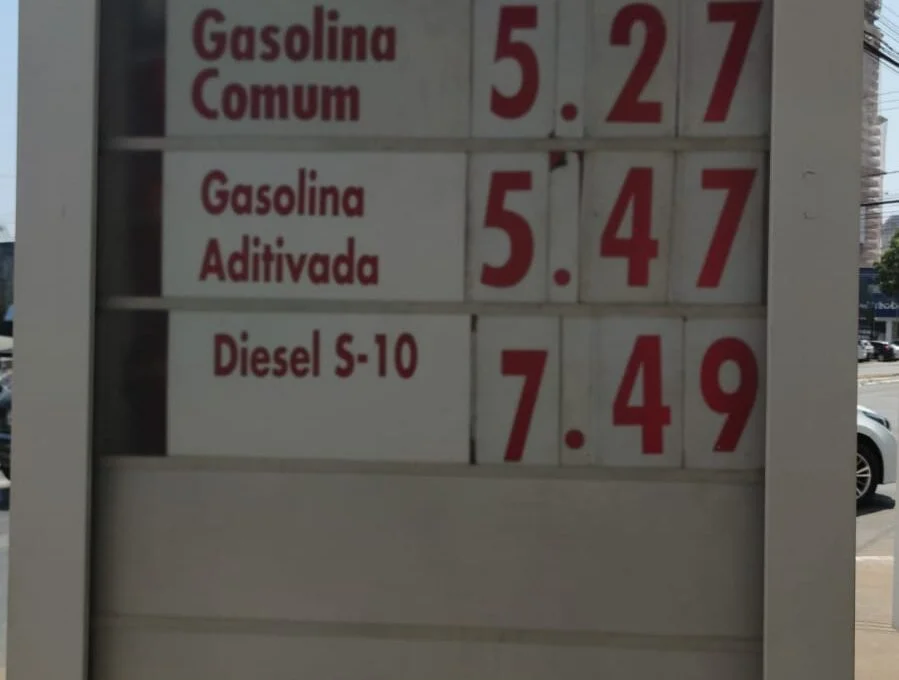 Gasolina 5.27
Comum
Gasolina 5.47
Aditivada
Diesel S-10 7.49